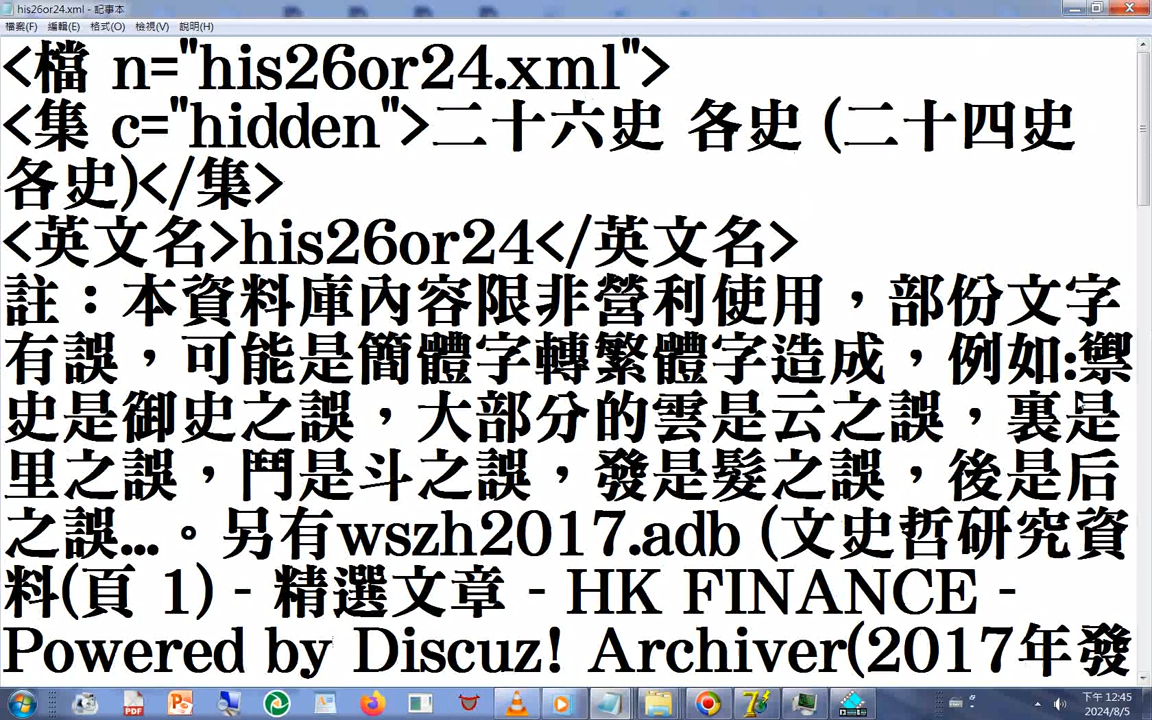 his26or24.xml - 記事本
檔案(F) 編輯(E) 格式(O) 檢視(V) 說明(H)
<檔 n="his26or24.xml">
<集 c="hidden">二十六史 各史 (二十四史
各史)</集>
<英文名>his26or24</英文名>
註：本資料庫內容限非營利使用，部份文字
有誤，可能是簡體字轉繁體字造成，例如:禦
史是御史之誤，大部分的雲是云之誤，裏是
里之誤，鬥是斗之誤，發是髮之誤，後是后
之誤...。另有wszh2017.adb (文史哲研究資
料(頁 1) - 精選文章 - HK FINANCE -
Powered by Discuz! Archiver(2017年發
下午 12:45
2024/8/5